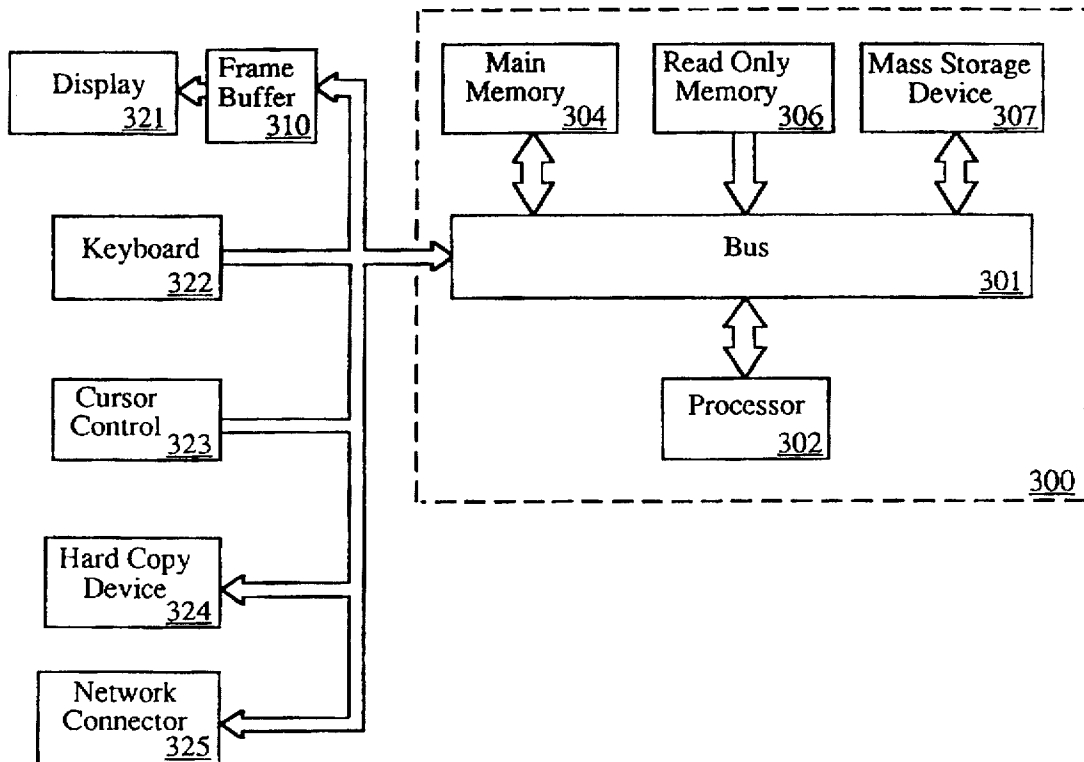 Display
321
Frame
Buffer
310
Main
Memory
304
Read Only
Memory
306
Mass Storage
Device
307
Keyboard
322
Bus
301
Cursor
Control
323
Processor
302
300
Hard Copy
Device
324
Network
Connector
325